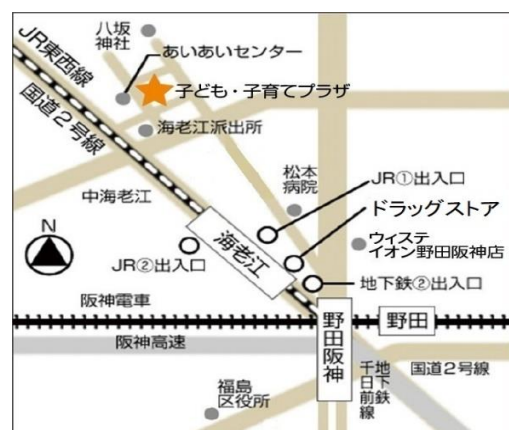 八坂
神社
あいあいセンター
JR東西線
国道2号線
子ども・子育てプラザ
海老江派出所
中海老江
松本
病院
JR①出入口
ドラッグストア
N
海老江
ウィステ
イオン野田阪神店
JR②出入口
地下鉄②出入口
阪神電車
野田阪神
野田
阪神高速
地下鉄
千日前線
国道2号線
福島
区役所